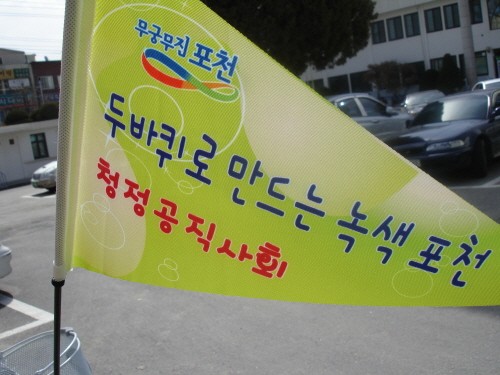 무궁무진 포천
두바퀴로 만드는 녹색 포천
청정공직사회